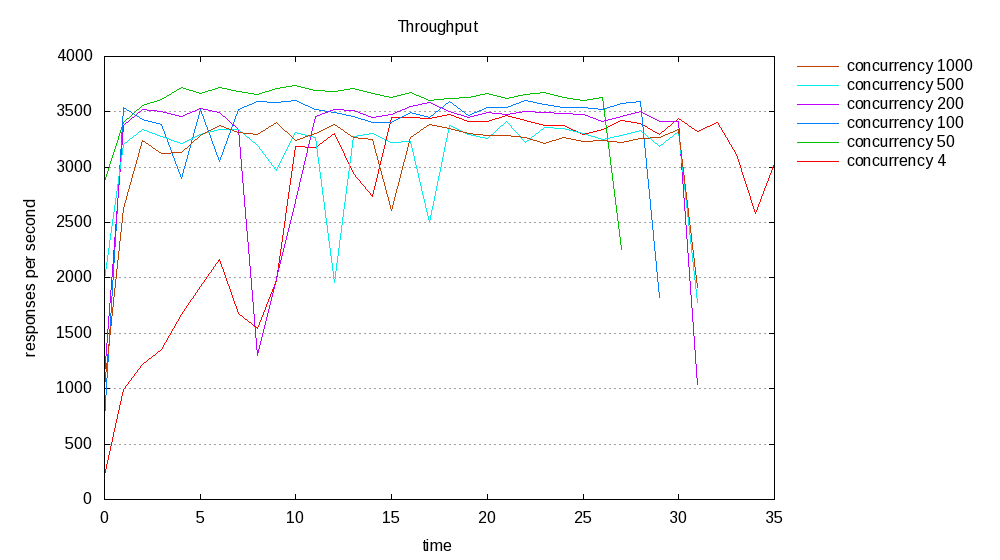 Throughput
4000
3500
3000
2500
2000
1500
1000
500
0
0 5 10 15 20 25 30 35
responses per second
time
concurrency 1000
concurrency 500
concurrency 200
concurrency 100
concurrency 50
concurrency 4